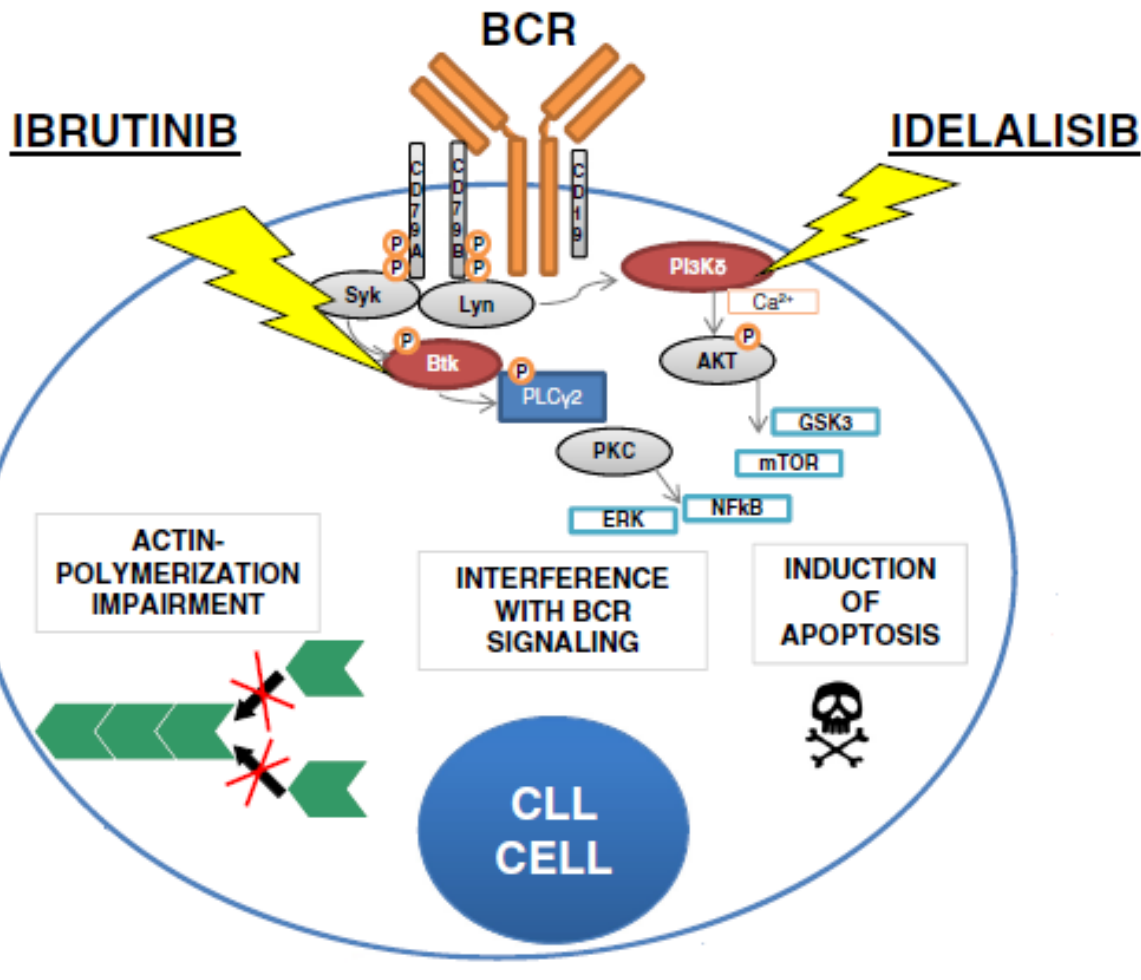 BCR
IBRUTINIB
IDELALISIB
CD79A
CD79B
CD19
P
P
P
P
Syk
Lyn
PI3Kδ
Ca²⁺
P
AKT
P
Btk
P
PLCγ2
GSK3
PKC
mTOR
NFkB
ERK
ACTIN-
POLYMERIZATION
IMPAIRMENT
INTERFERENCE
WITH BCR
SIGNALING
INDUCTION
OF
APOPTOSIS
CLL
CELL